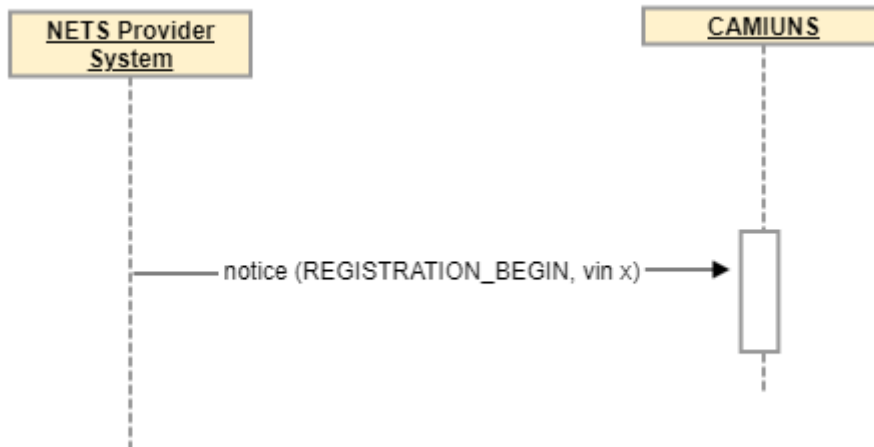 NETS Provider
System
CAMIUNS
notice (REGISTRATION_BEGIN, vin x)